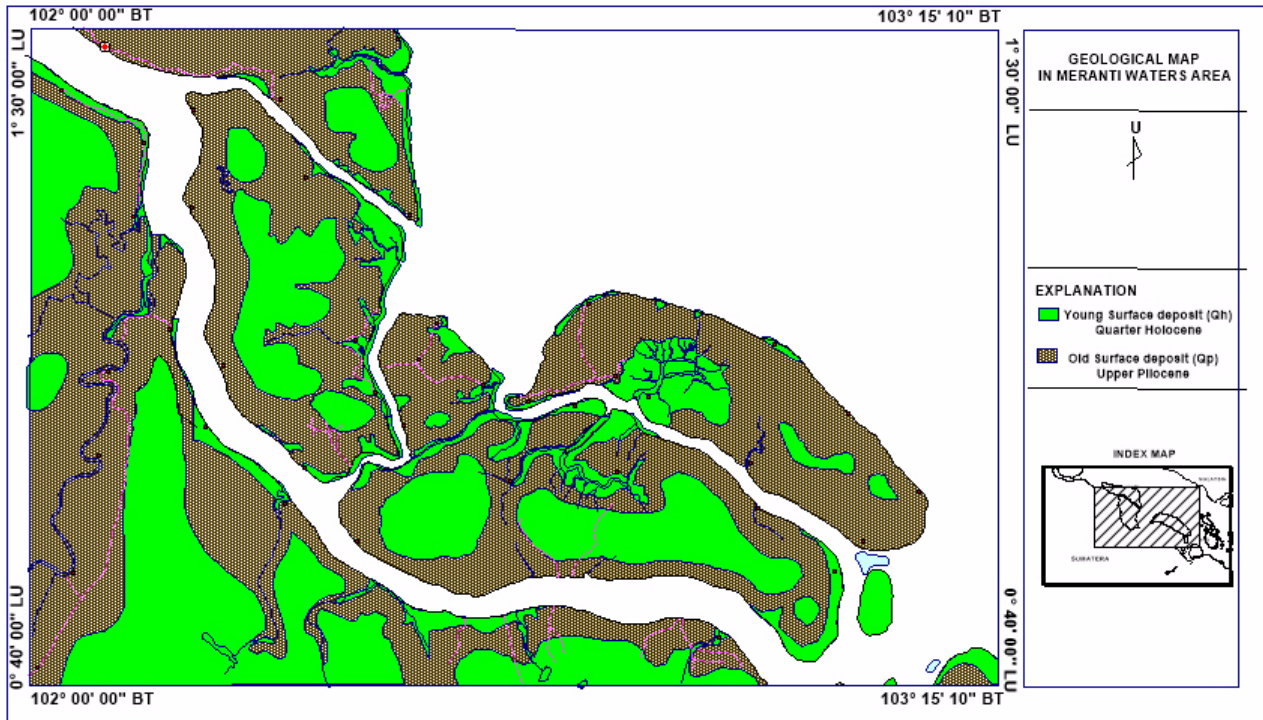 102° 00' 00" BT
103° 15' 10" BT
1° 30' 00" LU
1° 30' 00" LU
0° 40' 00" LU
0° 40' 00" LU
102° 00' 00" BT
103° 15' 10" BT
GEOLOGICAL MAP
IN MERANTI WATERS AREA
U
EXPLANATION
Young Surface deposit (Qh)
Quarter Holocene
Old Surface deposit (Qp)
Upper Pliocene
INDEX MAP
SUMATERA